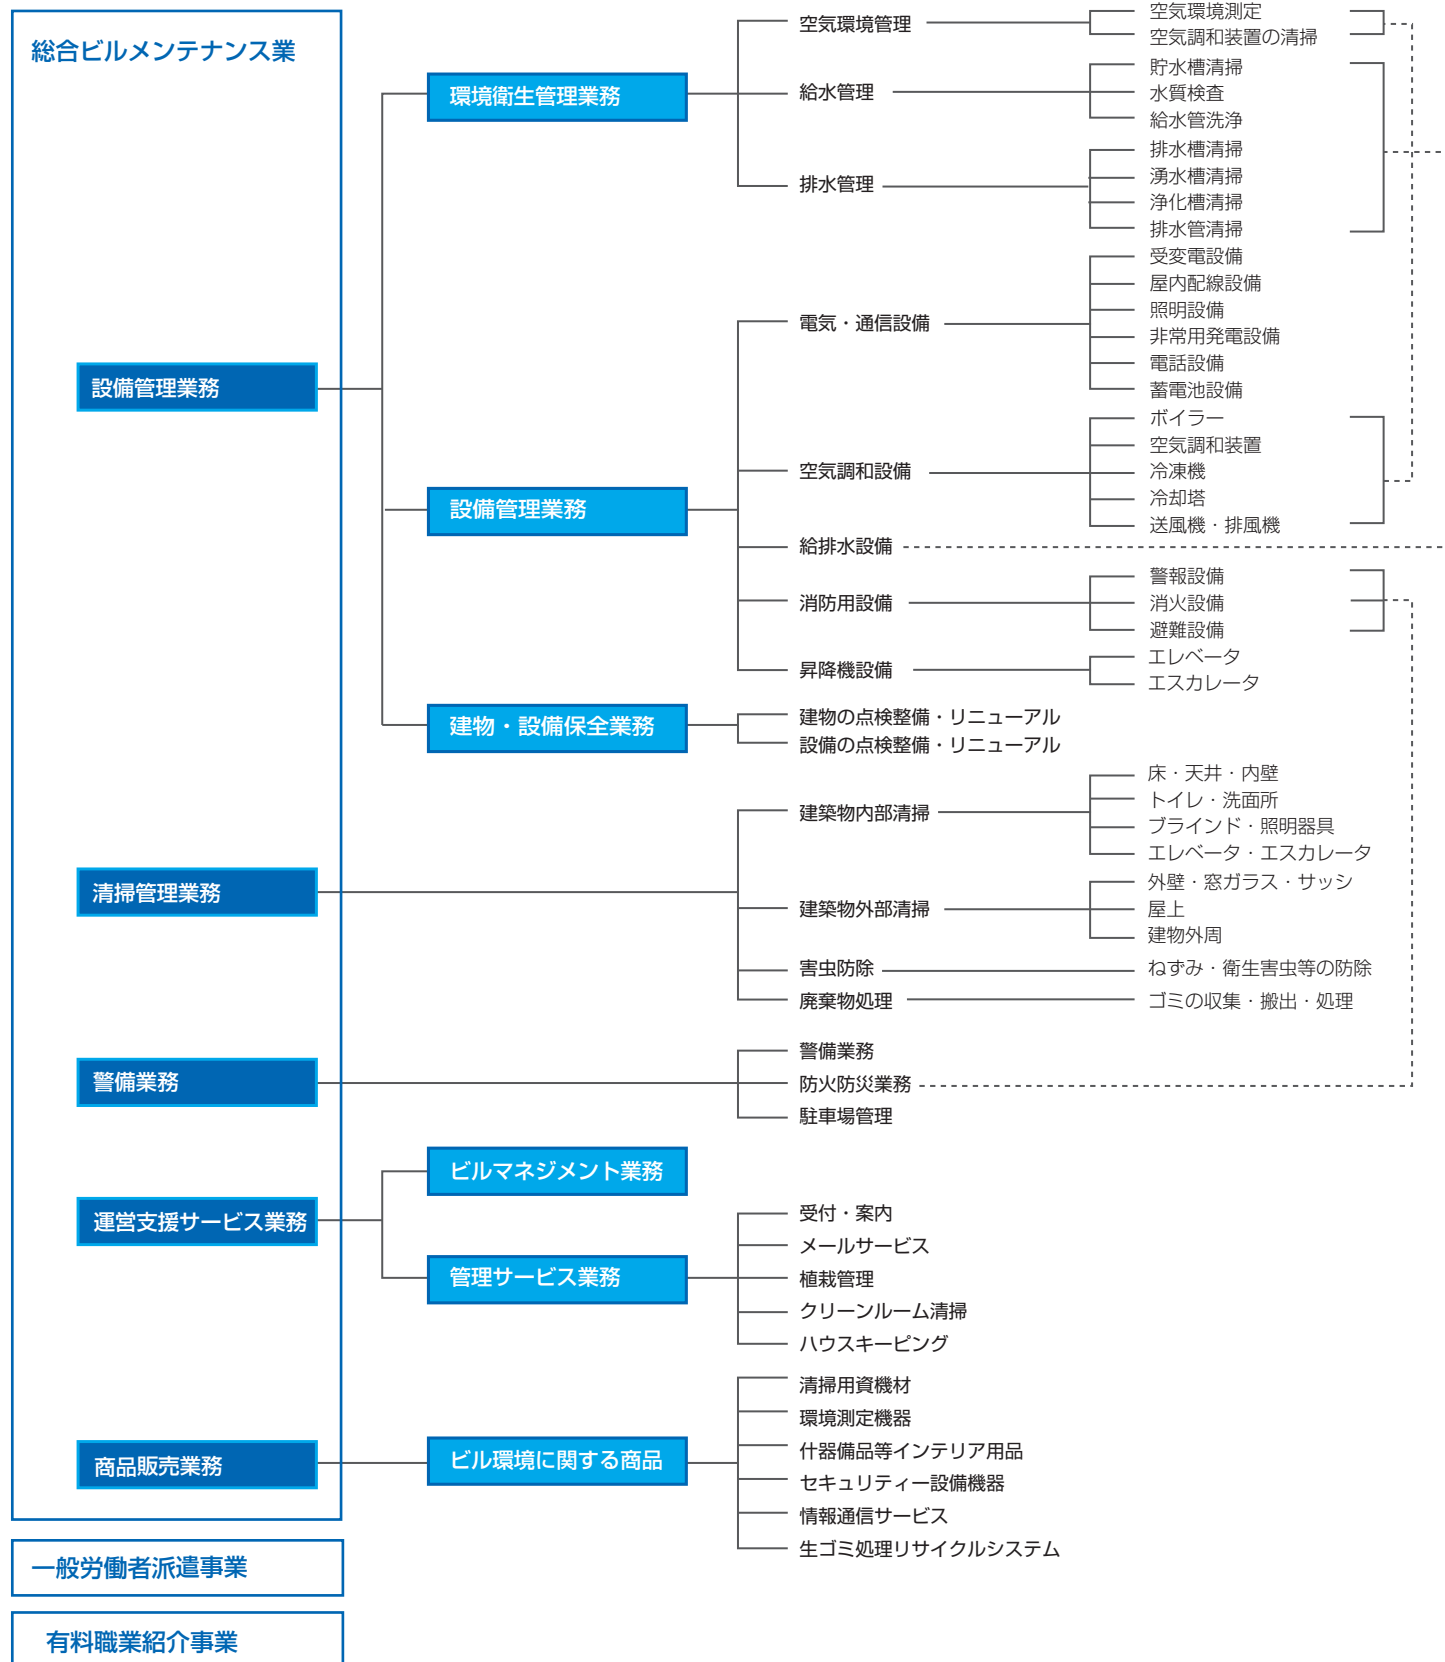 総合ビルメンテナンス業
設備管理業務
環境衛生管理業務
空気環境管理
空気環境測定
空気調和装置の清掃
給水管理
貯水槽清掃
水質検査
給水管洗浄
排水管理
排水槽清掃
湧水槽清掃
浄化槽清掃
排水管清掃
設備管理業務
電気・通信設備
受変電設備
屋内配線設備
照明設備
非常用発電設備
電話設備
蓄電池設備
空気調和設備
ボイラー
空気調和装置
冷凍機
冷却塔
送風機・排風機
給排水設備
消防用設備
警報設備
消火設備
避難設備
昇降機設備
エレベータ
エスカレータ
建物・設備保全業務
建物の点検整備・リニューアル
設備の点検整備・リニューアル
清掃管理業務
建築物内部清掃
床・天井・内壁
トイレ・洗面所
ブラインド・照明器具
エレベータ・エスカレータ
建築物外部清掃
外壁・窓ガラス・サッシ
屋上
建物外周
害虫防除
ねずみ・衛生害虫等の防除
廃棄物処理
ゴミの収集・搬出・処理
警備業務
警備業務
防火防災業務
駐車場管理
運営支援サービス業務
ビルマネジメント業務
管理サービス業務
受付・案内
メールサービス
植栽管理
クリーンルーム清掃
ハウスキーピング
商品販売業務
ビル環境に関する商品
清掃用資機材
環境測定機器
什器備品等インテリア用品
セキュリティー設備機器
情報通信サービス
生ゴミ処理リサイクルシステム
一般労働者派遣事業
有料職業紹介事業